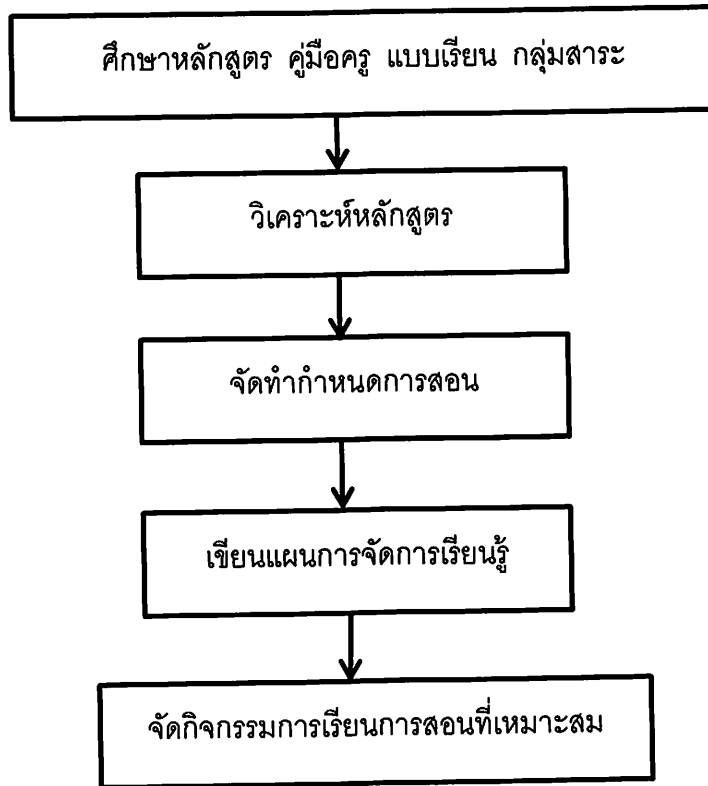 ศึกษาหลักสูตร คู่มือครู แบบเรียน กลุ่มสาระ
วิเคราะห์หลักสูตร
จัดทำกำหนดการสอน
เขียนแผนการจัดการเรียนรู้
จัดกิจกรรมการเรียนการสอนที่เหมาะสม